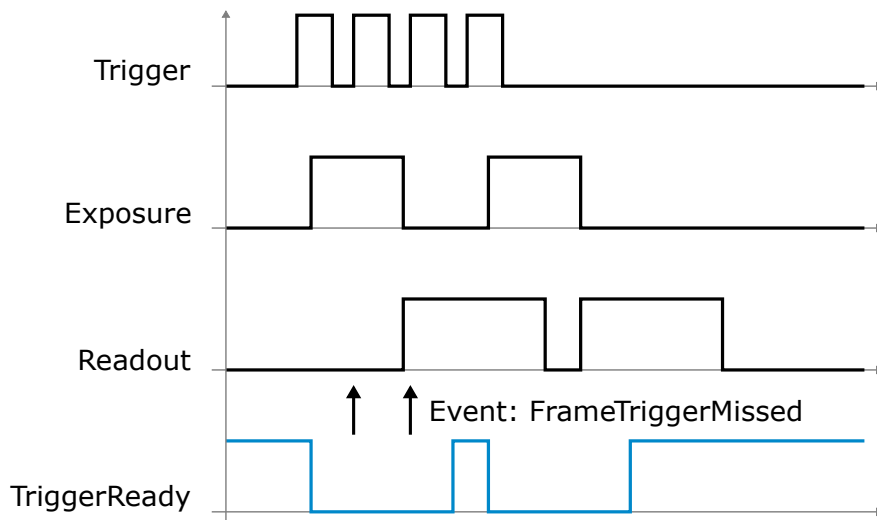 Trigger
Exposure
Readout
Event: FrameTriggerMissed
TriggerReady